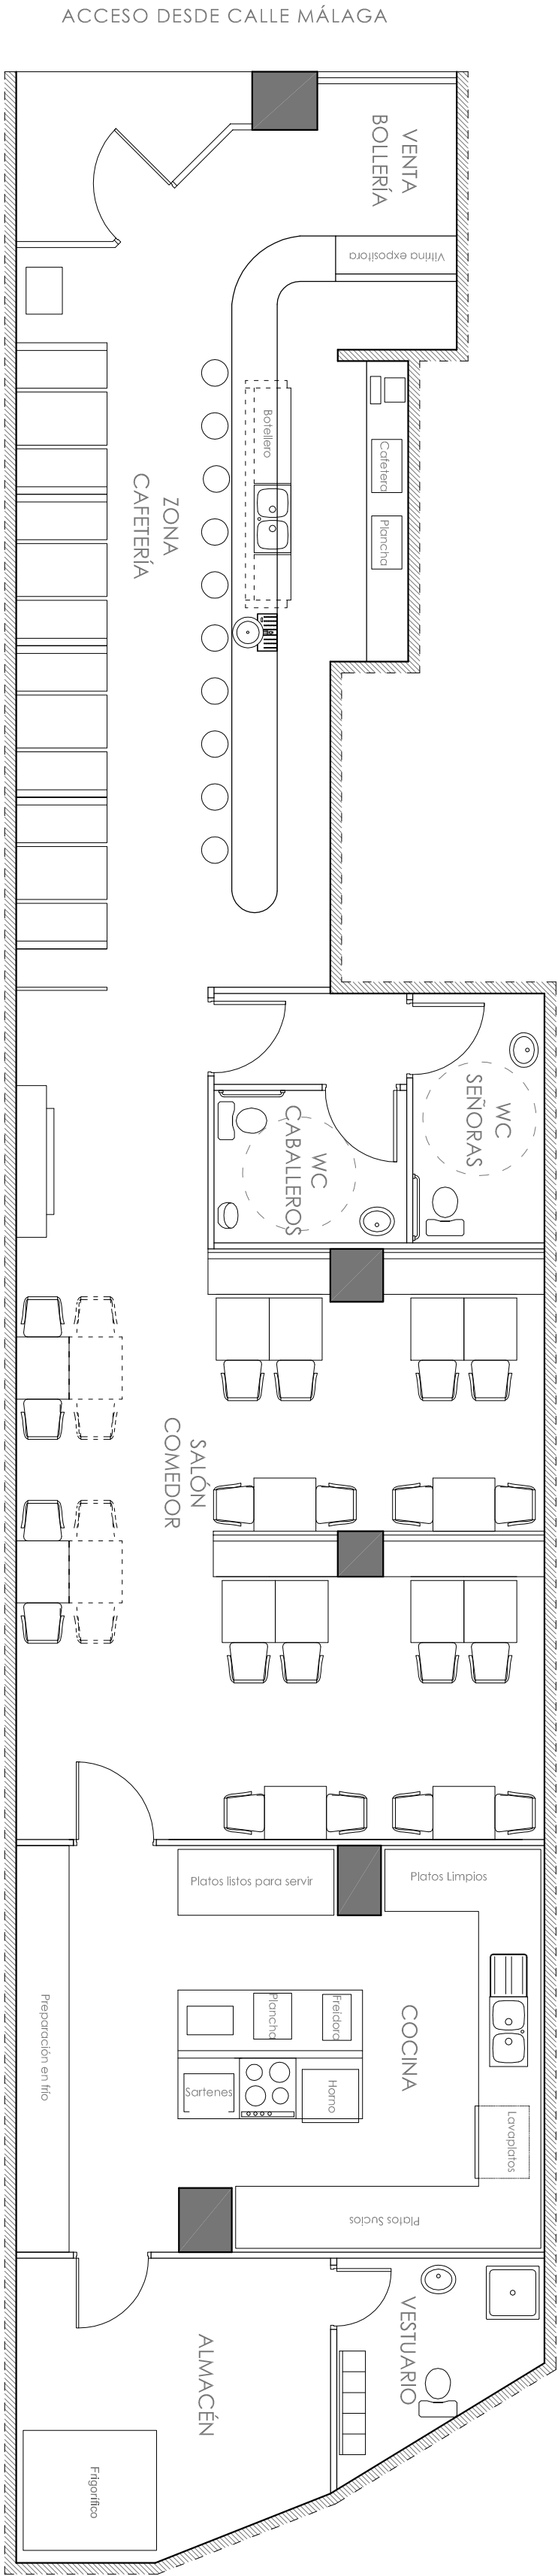 ACCESO DESDE CALLE MÁLAGA
VENTA
BOLLERÍA
Vitrina expositora
Botellero
Cafetera
Plancha
ZONA
CAFETERÍA
WC
SEÑORAS
WC
CABALLEROS
SALÓN
COMEDOR
Platos listos para servir
Platos Limpios
Preparación en frio
Plancha
Freidora
COCINA
Sartenes
Horno
Lavaplatos
Platos Sucios
ALMACÉN
VESTUARIO
Frigorífico